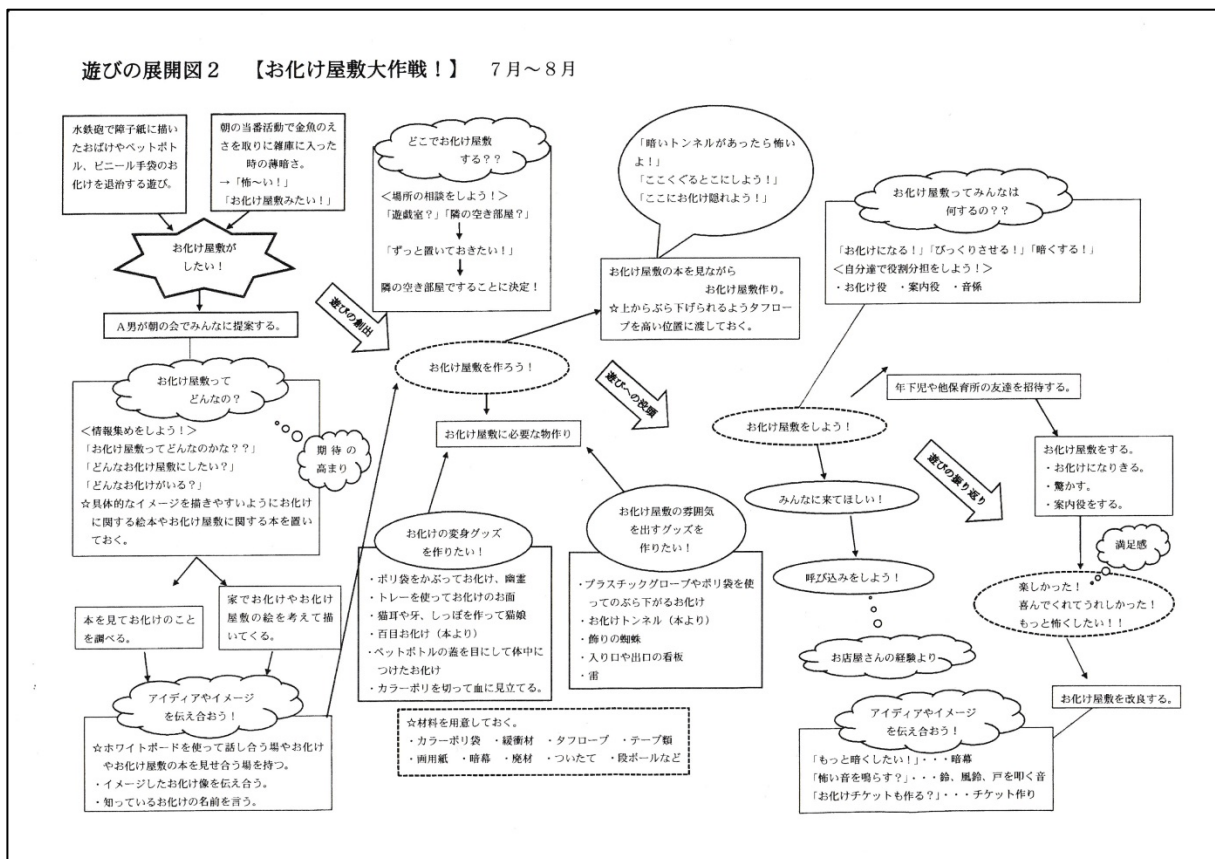 遊びの展開図2　【お化け屋敷大作戦!】　7月～8月
水鉄砲で障子紙に描い
たおばけやペットボト
ル、ビニール手袋のお
化けを退治する遊び。
朝の当番活動で金魚のえ
さを取りに雑庫に入った
時の薄暗さ。
→「怖～い!」
「お化け屋敷みたい!」
お化け屋敷が
したい!
A男が朝の会でみんなに提案する。
お化け屋敷って
どんなの?
<情報集めをしよう!>
「お化け屋敷ってどんなのかな??」
「どんなお化け屋敷にしたい?」
「どんなお化けがいる?」
☆具体的なイメージを描きやすいようにお化け
に関する絵本やお化け屋敷に関する本を置い
ておく。
期待の
高まり
本を見てお化けのこと
を調べる。
家でお化けやお化け
屋敷の絵を考えて描
いてくる。
アイディアやイメージ
を伝え合おう!
☆ホワイトボードを使って話し合う場やお化け
やお化け屋敷の本を見せ合う場を持つ。
・イメージしたお化け像を伝え合う。
・知っているお化けの名前を言う。
遊びの創出
どこでお化け屋敷
する??
<場所の相談をしよう!>
「遊戯室?」「隣の空き部屋?」
「ずっと置いておきたい!」
隣の空き部屋ですることに決定!
お化け屋敷を作ろう!
「暗いトンネルがあったら怖い
よ!」
「ここくぐるとこにしよう!」
「ここにお化け隠れよう!」
お化け屋敷の本を見ながら
お化け屋敷作り。
☆上からぶら下げられるようタフロー
プを高い位置に渡しておく。
お化け屋敷に必要な物作り
お化けの変身グッズ
を作りたい!
・ポリ袋をかぶってお化け、幽霊
・トレーを使ってお化けのお面
・猫耳や牙、しっぽを作って猫娘
・百目お化け(本より)
・ペットボトルの蓋を目にして体中に
つけたお化け
・カラーポリを切って血に見立てる。
お化け屋敷の雰囲気
を出すグッズを
作りたい!
・プラスチックグローブやポリ袋を使
ってのぶら下がるお化け
・お化けトンネル(本より)
・飾りの蜘蛛
・入り口や出口の看板
・雷
☆材料を用意しておく。
・カラーポリ袋　・緩衝材　・タフロープ　・テープ類
・画用紙　・暗幕　・廃材　・ついたて　・段ボールなど
遊びへの没頭
お化け屋敷ってみんなは
何するの??
「お化けになる!」「びっくりさせる!」「暗くする!」
<自分達で役割分担をしよう!>
・お化け役　・案内役　・音係
お化け屋敷をしよう!
みんなに来てほしい!
呼び込みをしよう!
お店屋さんの経験より
年下児や他保育所の友達を招待する。
遊びの振り返り
お化け屋敷をする。
・お化けになりきる。
・驚かす。
・案内役をする。
満足感
楽しかった!
喜んでくれてうれしかった!
もっと怖くしたい!!
お化け屋敷を改良する。
アイディアやイメージ
を伝え合おう!
「もっと暗くしたい!」・・・暗幕
「怖い音を鳴らす?」・・・鈴、風鈴、戸を叩く音
「お化けチケットも作る?」・・・チケット作り